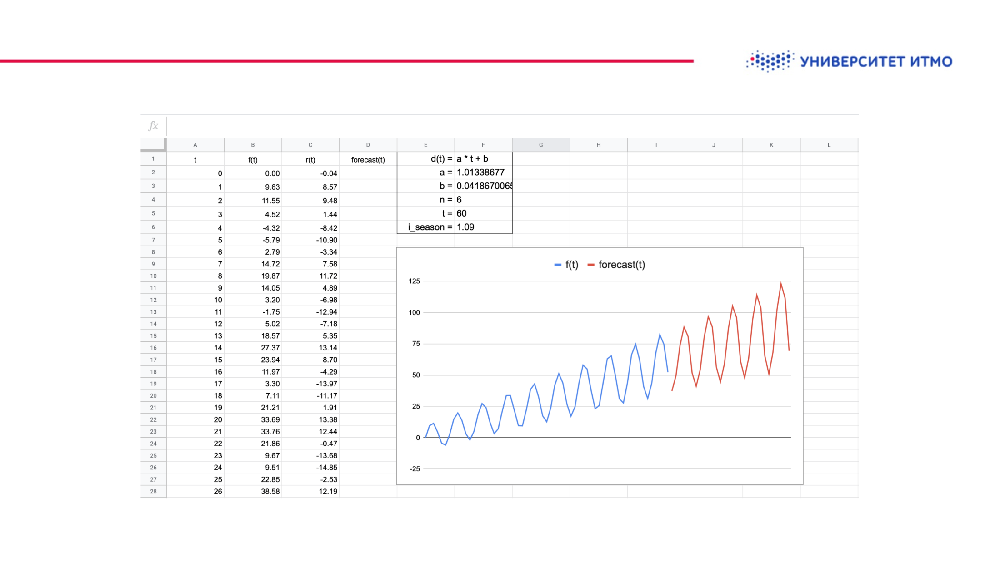 УНИВЕРСИТЕТ ИТМО
fx
A B C D E F G H I J K L
1 t f(t) r(t) forecast(t) d(t) = a * t + b
2 0 0.00 -0.04 a = 1.01338677
3 1 9.63 8.57 b = 0.0418670065
4 2 11.55 9.48 n = 6
5 3 4.52 1.44 t = 60
6 4 -4.32 -8.42 i_season = 1.09
7 5 -5.79 -10.90
8 6 2.79 -3.34
9 7 14.72 7.58
10 8 19.87 11.72
11 9 14.05 4.89
12 10 3.20 -6.98
13 11 -1.75 -12.94
14 12 5.02 -7.18
15 13 18.57 5.35
16 14 27.37 13.14
17 15 23.94 8.70
18 16 11.97 -4.29
19 17 3.30 -13.97
20 18 7.11 -11.17
21 19 21.21 1.91
22 20 33.69 13.38
23 21 33.76 12.44
24 22 21.86 -0.47
25 23 9.67 -13.68
26 24 9.51 -14.85
27 25 22.85 -2.53
28 26 38.58 12.19
f(t) forecast(t)
125
100
75
50
25
0
-25